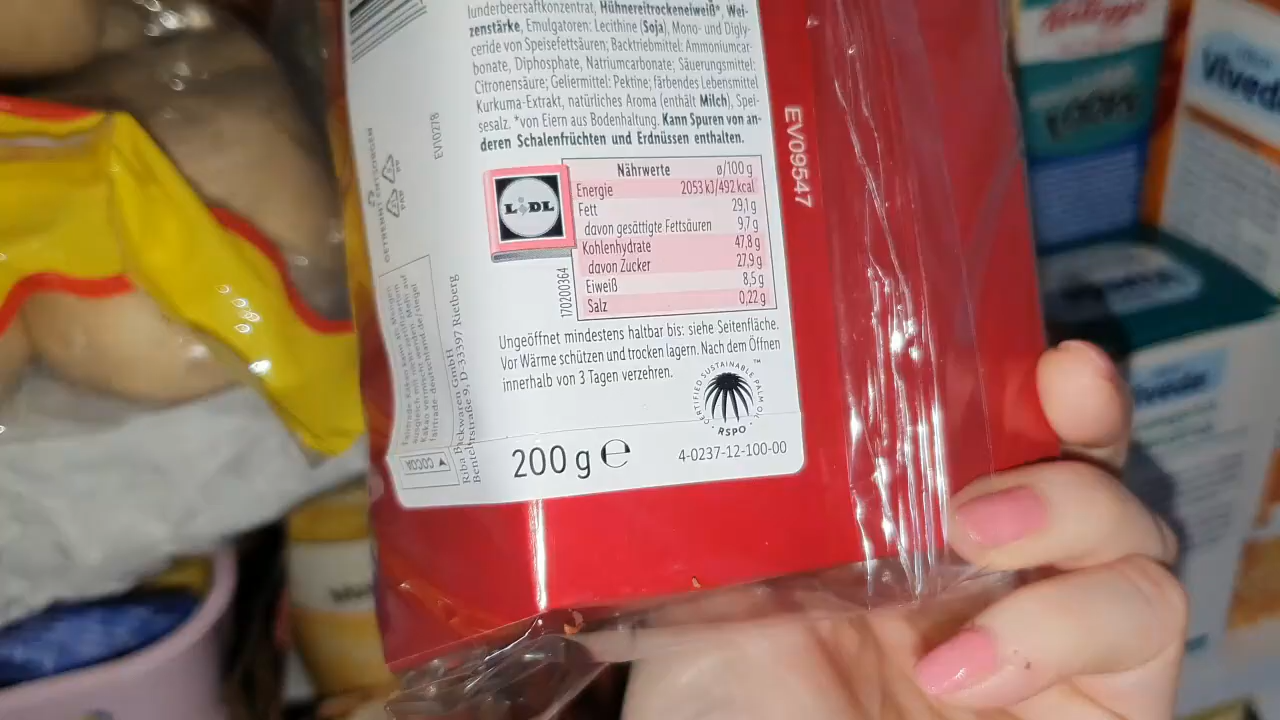 lunderbeersaftkonzentrat, Hühnereitrockeneiweiß*, Wei-
zenstärke, Emulgatoren: Lecithine (Soja), Mono- und Digly-
ceride von Speisefettsäuren; Backtriebmittel: Ammoniumcar-
bonate, Diphosphate, Natriumcarbonate; Säuerungsmittel:
Citronensäure; Geliermittel: Pektine; färbendes Lebensmittel
Kurkuma-Extrakt, natürliches Aroma (enthält Milch), Spei-
sesalz. *von Eiern aus Bodenhaltung. Kann Spuren von an-
deren Schalenfrüchten und Erdnüssen enthalten.
EV10278
EV09547
LIDL
Nährwerte ø/100 g
Energie 2053 kJ/492 kcal
Fett 29,1 g
davon gesättigte Fettsäuren 9,7 g
Kohlenhydrate 47,8 g
davon Zucker 27,9 g
Eiweiß 8,5 g
Salz 0,22 g
170200364
Ungeöffnet mindestens haltbar bis: siehe Seitenfläche.
Vor Wärme schützen und trocken lagern. Nach dem Öffnen
innerhalb von 3 Tagen verzehren.
CERTIFIED SUSTAINABLE PALM OIL™
RSPO
200 g e
4-0237-12-100-00
Riba Backwaren GmbH
D-33397 Rietberg
COCOA
Kellogg's